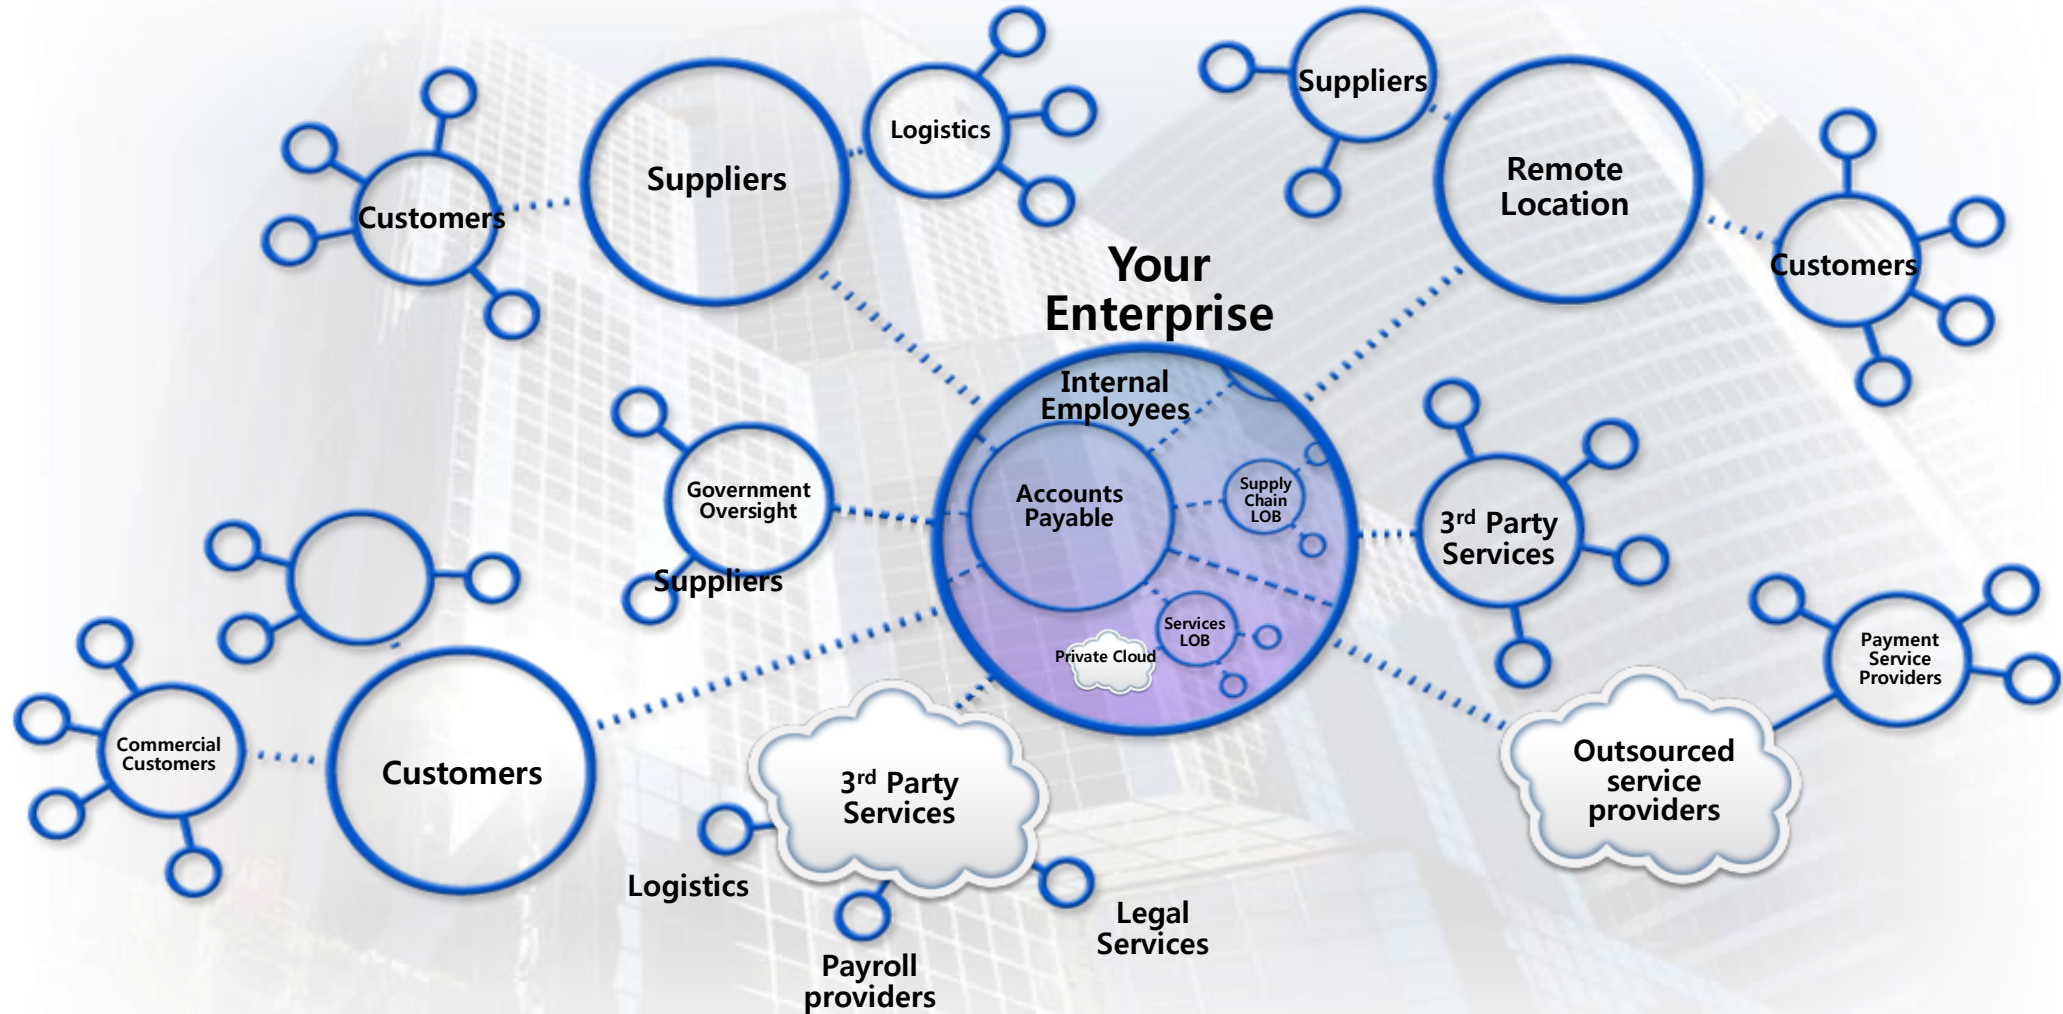 Suppliers
Logistics
Customers
Suppliers
Remote
Location
Customers
Your
Enterprise
Internal
Employees
Accounts
Payable
Supply
Chain
LOB
Services
LOB
Private Cloud
Government
Oversight
Suppliers
3rd Party
Services
Payment
Service
Providers
Outsourced
service
providers
Commercial
Customers
Customers
3rd Party
Services
Logistics
Payroll
providers
Legal
Services